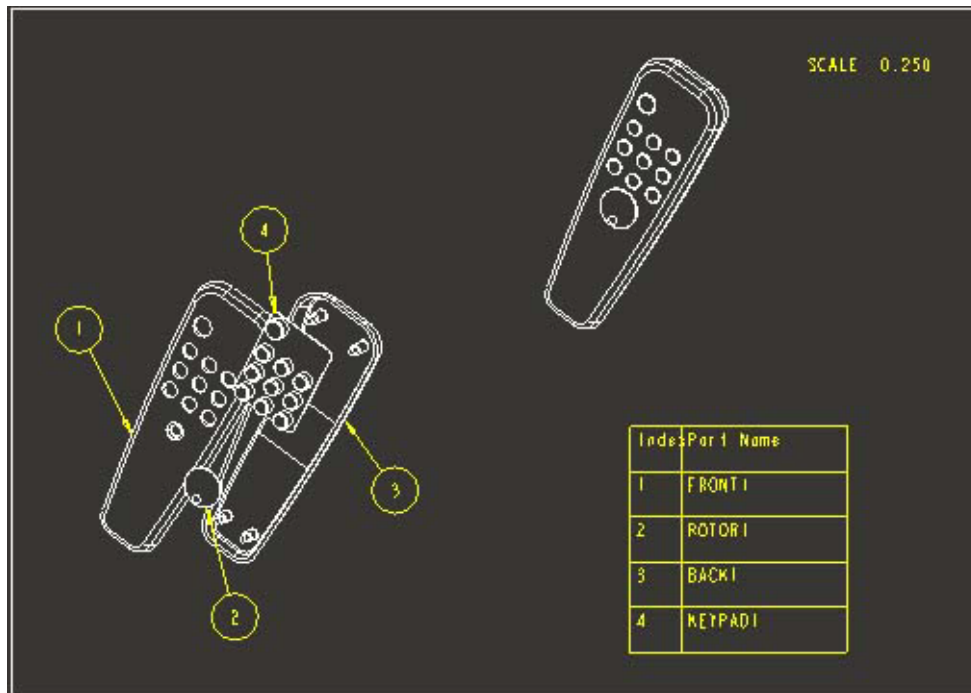 SCALE 0.250
4
1
3
2
Index Part Name
1 FRONT1
2 ROTOR1
3 BACK1
4 KEYPAD1